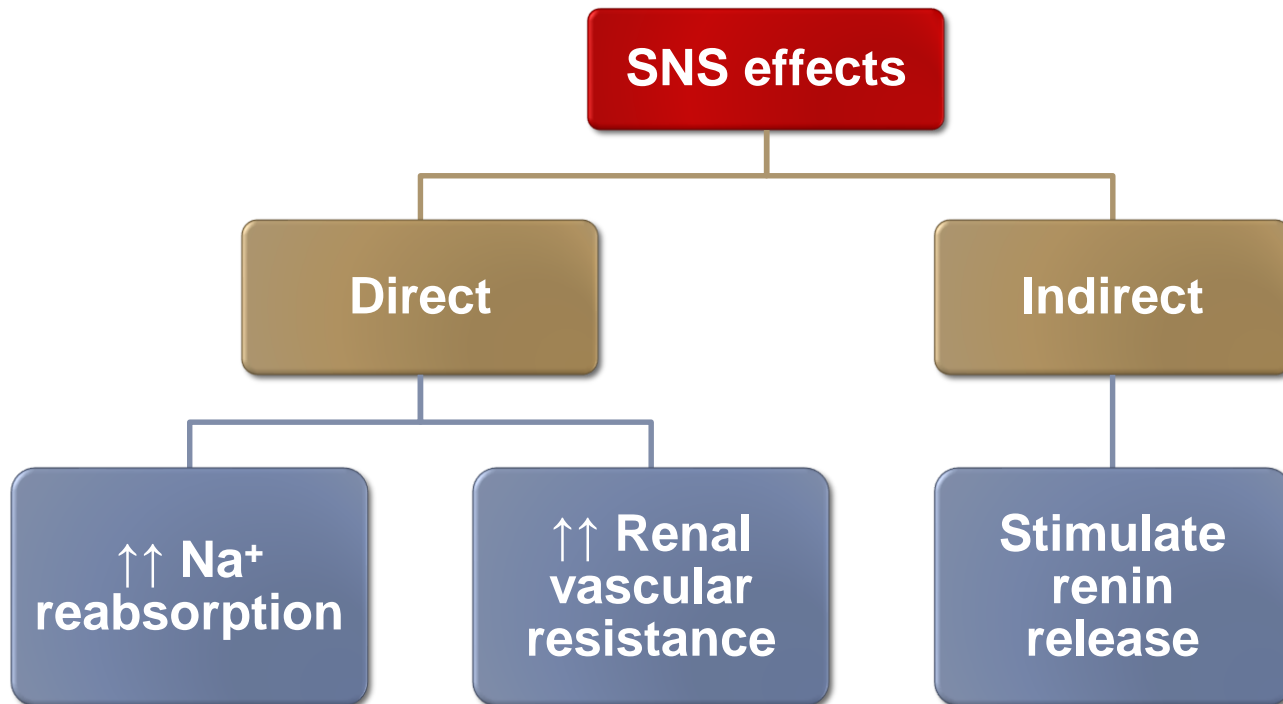 SNS effects
Direct
Indirect
↑↑ Na⁺
reabsorption
↑↑ Renal
vascular
resistance
Stimulate
renin
release